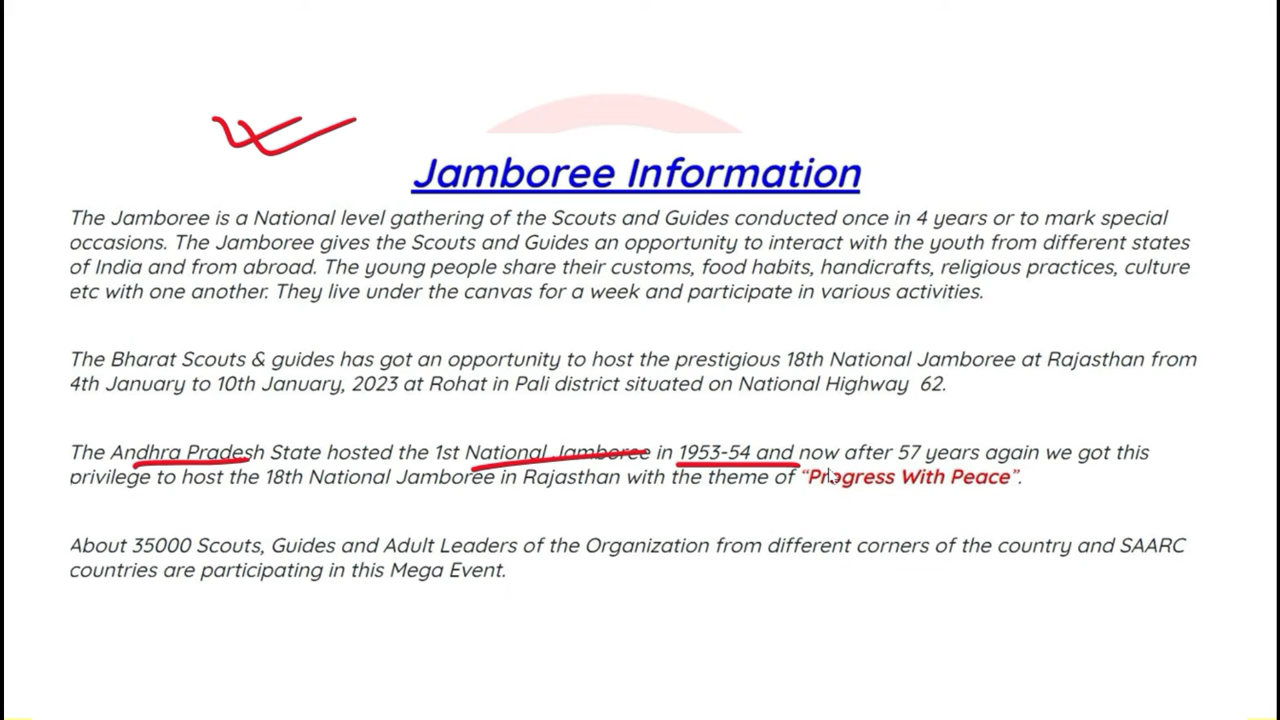 Jamboree Information
The Jamboree is a National level gathering of the Scouts and Guides conducted once in 4 years or to mark special
occasions. The Jamboree gives the Scouts and Guides an opportunity to interact with the youth from different states
of India and from abroad. The young people share their customs, food habits, handicrafts, religious practices, culture
etc with one another. They live under the canvas for a week and participate in various activities.
The Bharat Scouts & guides has got an opportunity to host the prestigious 18th National Jamboree at Rajasthan from
4th January to 10th January, 2023 at Rohat in Pali district situated on National Highway 62.
The Andhra Pradesh State hosted the 1st National Jamboree in 1953-54 and now after 57 years again we got this
privilege to host the 18th National Jamboree in Rajasthan with the theme of “Progress With Peace”.
About 35000 Scouts, Guides and Adult Leaders of the Organization from different corners of the country and SAARC
countries are participating in this Mega Event.